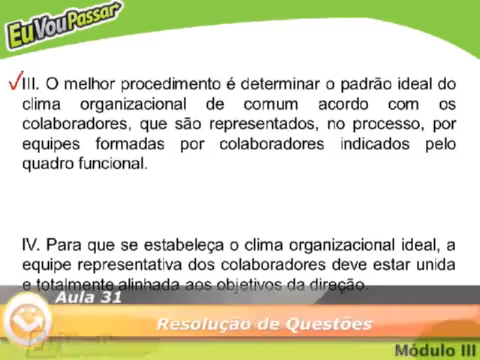 EuVouPassar
III. O melhor procedimento é determinar o padrão ideal do
clima organizacional de comum acordo com os
colaboradores, que são representados, no processo, por
equipes formadas por colaboradores indicados pelo
quadro funcional.
IV. Para que se estabeleça o clima organizacional ideal, a
equipe representativa dos colaboradores deve estar unida
e totalmente alinhada aos objetivos da direção.
Aula 31
Resolução de Questões
Módulo III